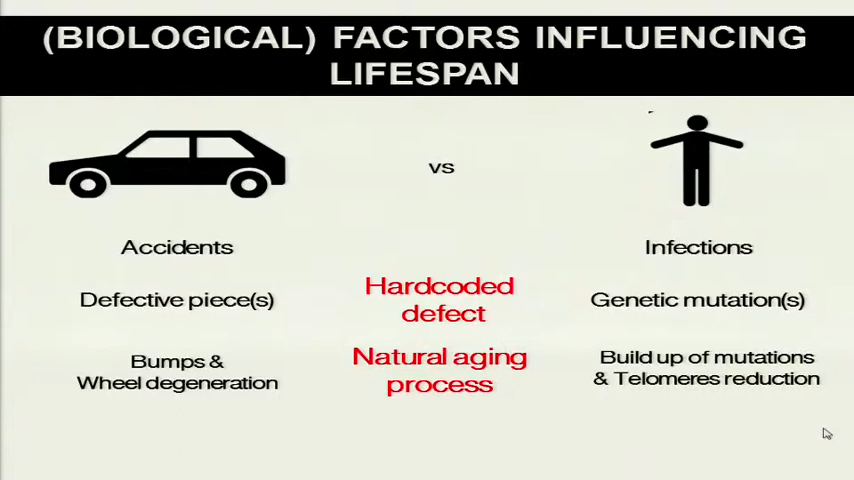 (BIOLOGICAL) FACTORS INFLUENCING
LIFESPAN
vs
Accidents
Infections
Defective piece(s)
Hardcoded
defect
Genetic mutation(s)
Bumps &
Wheel degeneration
Natural aging
process
Build up of mutations
& Telomeres reduction